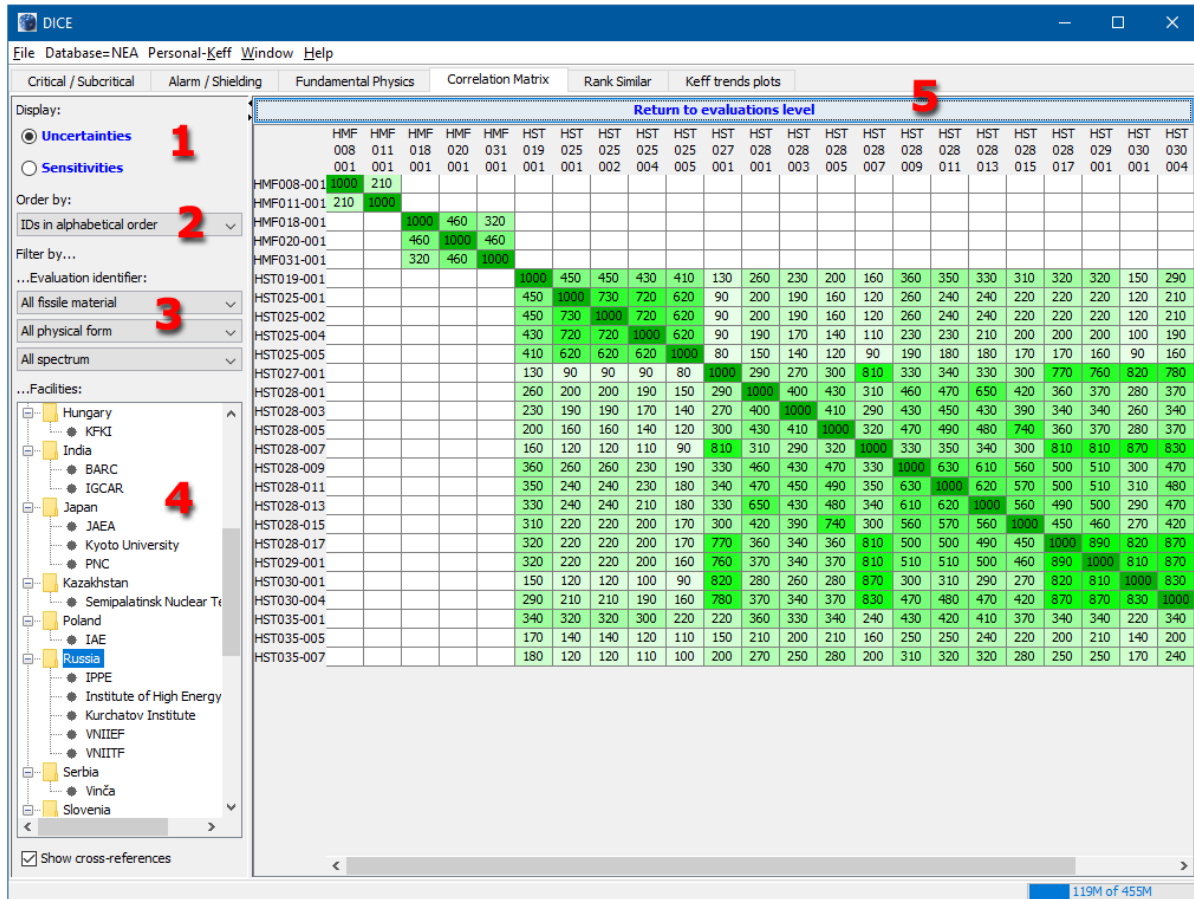 DICE
File Database=NEA Personal-Keff Window Help
Critical / Subcritical Alarm / Shielding Fundamental Physics Correlation Matrix Rank Similar Keff trends plots
Display:
Uncertainties
1
Sensitivities
Order by:
IDs in alphabetical order
2
Filter by...
...Evaluation identifier:
All fissile material
3
All physical form
All spectrum
...Facilities:
Hungary
KFKI
India
BARC
IGCAR
4
Japan
JAEA
Kyoto University
PNC
Kazakhstan
Semipalatinsk Nuclear Te
Poland
IAE
Russia
IPPE
Institute of High Energy
Kurchatov Institute
VNIIEF
VNIITF
Serbia
Vinča
Slovenia
Show cross-references
Return to evaluations level
5
HMF HMF HMF HMF HMF HST HST HST HST HST HST HST HST HST HST HST HST HST HST HST HST HST HST
008 011 018 020 031 019 025 025 025 025 027 028 028 028 028 028 028 028 028 028 029 030 030
001 001 001 001 001 001 001 002 004 005 001 001 003 005 007 009 011 013 015 017 001 001 004
HMF008-001 1000 210
HMF011-001 210 1000
HMF018-001 1000 460 320
HMF020-001 460 1000 460
HMF031-001 320 460 1000
HST019-001 1000 450 450 430 410 130 260 230 200 160 360 350 330 310 320 320 150 290
HST025-001 450 1000 730 720 620 90 200 190 160 120 260 240 240 220 220 220 120 210
HST025-002 450 730 1000 720 620 90 200 190 160 120 260 240 240 220 220 220 120 210
HST025-004 430 720 720 1000 620 90 190 170 140 110 230 230 210 200 200 200 100 190
HST025-005 410 620 620 620 1000 80 150 140 120 90 190 180 180 170 170 160 90 160
HST027-001 130 90 90 90 80 1000 290 270 300 810 330 340 330 300 770 760 820 780
HST028-001 260 200 200 190 150 290 1000 400 430 310 460 470 650 420 360 370 280 370
HST028-003 230 190 190 170 140 270 400 1000 410 290 430 450 430 390 340 340 260 340
HST028-005 200 160 160 140 120 300 430 410 1000 320 470 490 480 740 360 370 280 370
HST028-007 160 120 120 110 90 810 310 290 320 1000 330 350 340 300 810 810 870 830
HST028-009 360 260 260 230 190 330 460 430 470 330 1000 630 610 560 500 510 300 470
HST028-011 350 240 240 230 180 340 470 450 490 350 630 1000 620 570 500 510 310 480
HST028-013 330 240 240 210 180 330 650 430 480 340 610 620 1000 560 490 500 290 470
HST028-015 310 220 220 200 170 300 420 390 740 300 560 570 560 1000 450 460 270 420
HST028-017 320 220 220 200 170 770 360 340 360 810 500 500 490 450 1000 890 820 870
HST029-001 320 220 220 200 160 760 370 340 370 810 510 510 500 460 890 1000 810 870
HST030-001 150 120 120 100 90 820 280 260 280 870 300 310 290 270 820 810 1000 830
HST030-004 290 210 210 190 160 780 370 340 370 830 470 480 470 420 870 870 830 1000
HST035-001 340 320 320 300 220 220 360 330 340 240 430 420 410 370 340 340 220 340
HST035-005 170 140 140 120 110 150 210 200 210 160 250 250 240 220 200 210 140 200
HST035-007 180 120 120 110 100 200 270 250 280 200 310 320 320 280 250 250 170 240
119M of 455M